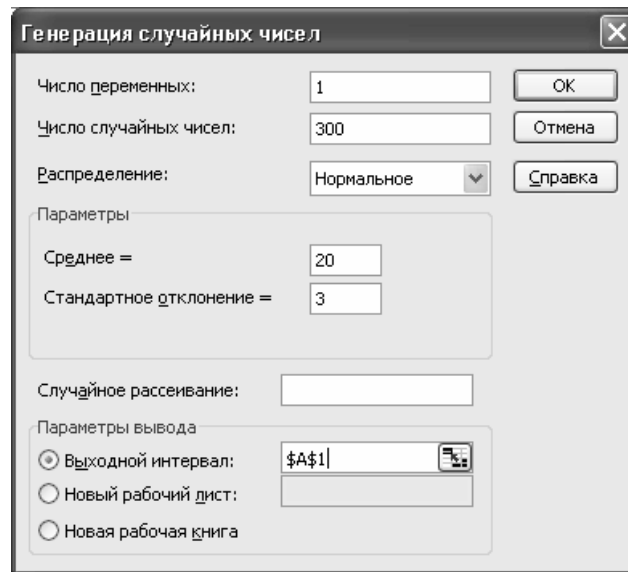 Генерация случайных чисел
Число переменных: 1 OK
Число случайных чисел: 300 Отмена
Распределение: Нормальное Справка
Параметры
Среднее = 20
Стандартное отклонение = 3
Случайное рассеивание:
Параметры вывода
Выходной интервал: $A$1
Новый рабочий лист:
Новая рабочая книга